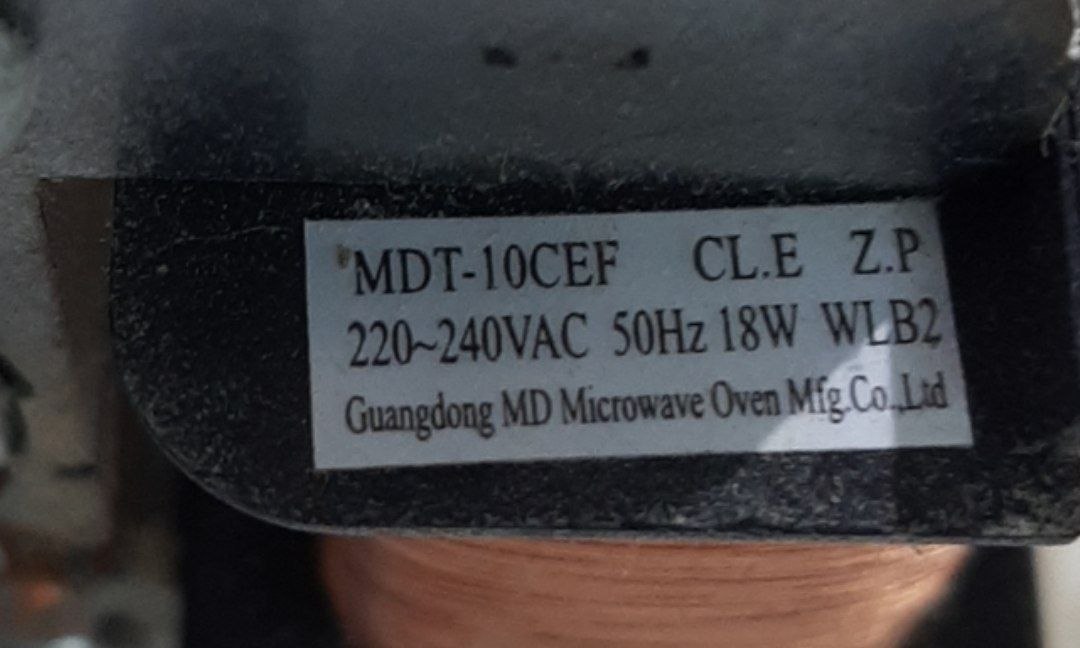 MDT-10CEF CL.E Z.P
220~240VAC 50Hz 18W WLB2
Guangdong MD Microwave Oven Mfg.Co.,Ltd